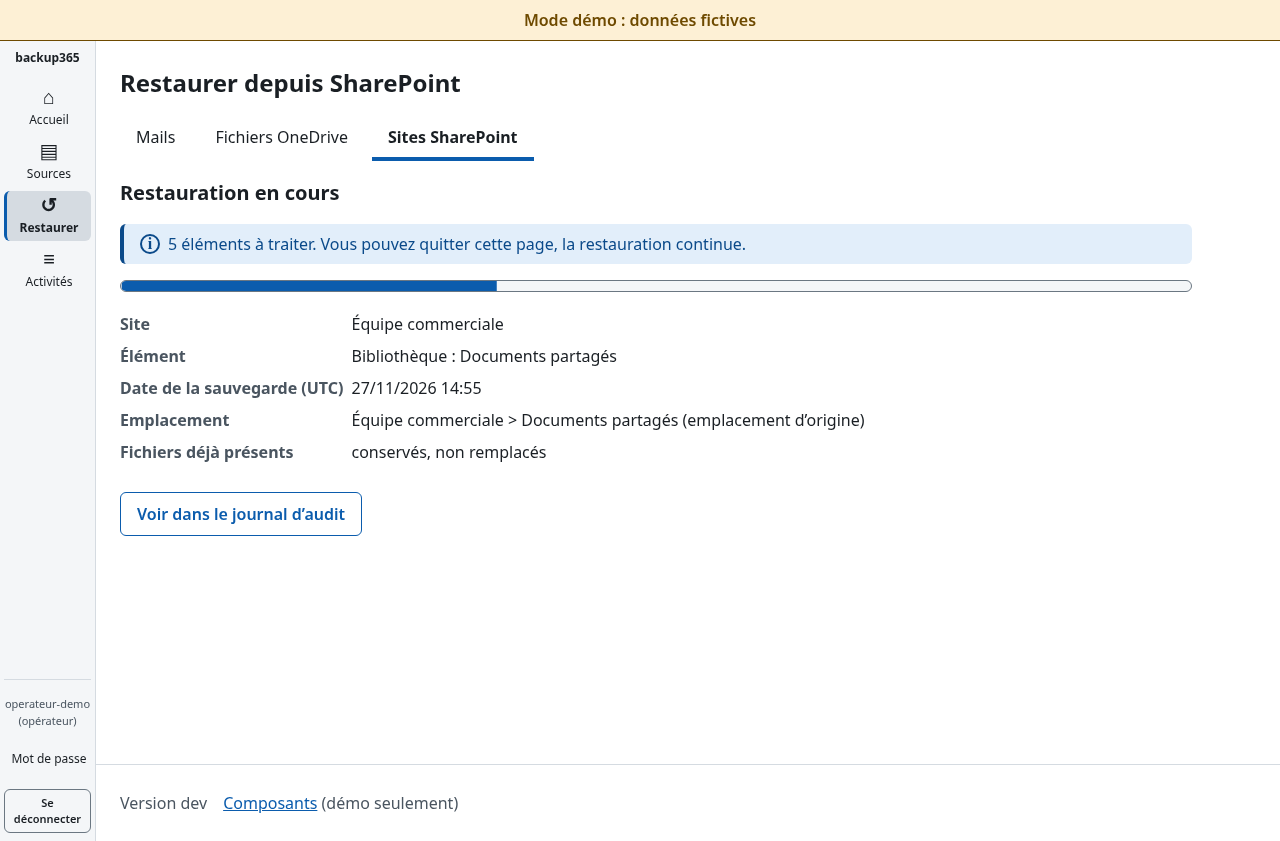 Mode démo : données fictives
backup365
Accueil
Sources
Restaurer
Activités
operateur-demo
(opérateur)
Mot de passe
Se
déconnecter
Restaurer depuis SharePoint
Mails
Fichiers OneDrive
Sites SharePoint
Restauration en cours
5 éléments à traiter. Vous pouvez quitter cette page, la restauration continue.
Site Équipe commerciale
Élément Bibliothèque : Documents partagés
Date de la sauvegarde (UTC) 27/11/2026 14:55
Emplacement Équipe commerciale > Documents partagés (emplacement d’origine)
Fichiers déjà présents conservés, non remplacés
Voir dans le journal d’audit
Version dev Composants (démo seulement)